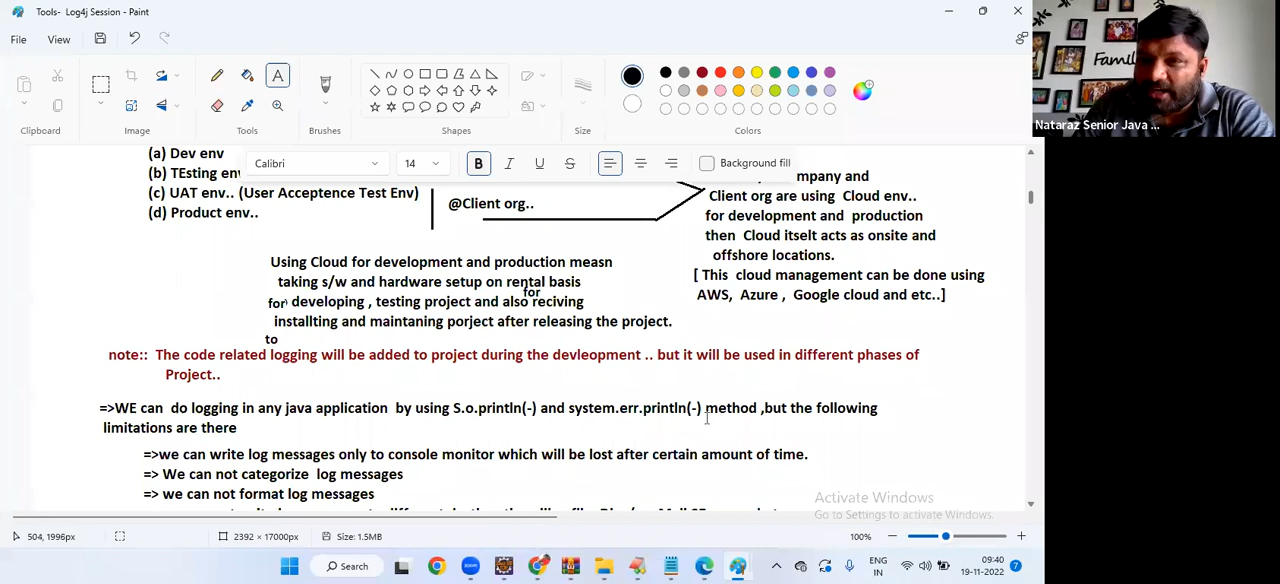 Tools- Log4j Session - Paint
File View
Clipboard Image Tools Brushes Shapes Size Colors
Calibri 14 B I U S Background fill
Nataraz Senior Java ...
Famil
(a) Dev env
(b) TEsting env
(c) UAT env.. (User Acceptence Test Env)
(d) Product env..
@Client org..
mpany and
Client org are using Cloud env..
for development and production
then Cloud itselt acts as onsite and
offshore locations.
[ This cloud management can be done using
AWS, Azure , Google cloud and etc..]
Using Cloud for development and production measn
taking s/w and hardware setup on rental basis
for
for developing , testing project and also reciving
installting and maintaning porject after releasing the project.
to
note:: The code related logging will be added to project during the devleopment .. but it will be used in different phases of
Project..
=>WE can do logging in any java application by using S.o.println(-) and system.err.println(-) method ,but the following
limitations are there
=>we can write log messages only to console monitor which will be lost after certain amount of time.
=> We can not categorize log messages
=> we can not format log messages
Activate Windows
Go to Settings to activate Windows.
504, 1996px 2392 × 17000px Size: 1.5MB 100%
Search
ENG
IN
09:40
19-11-2022
7